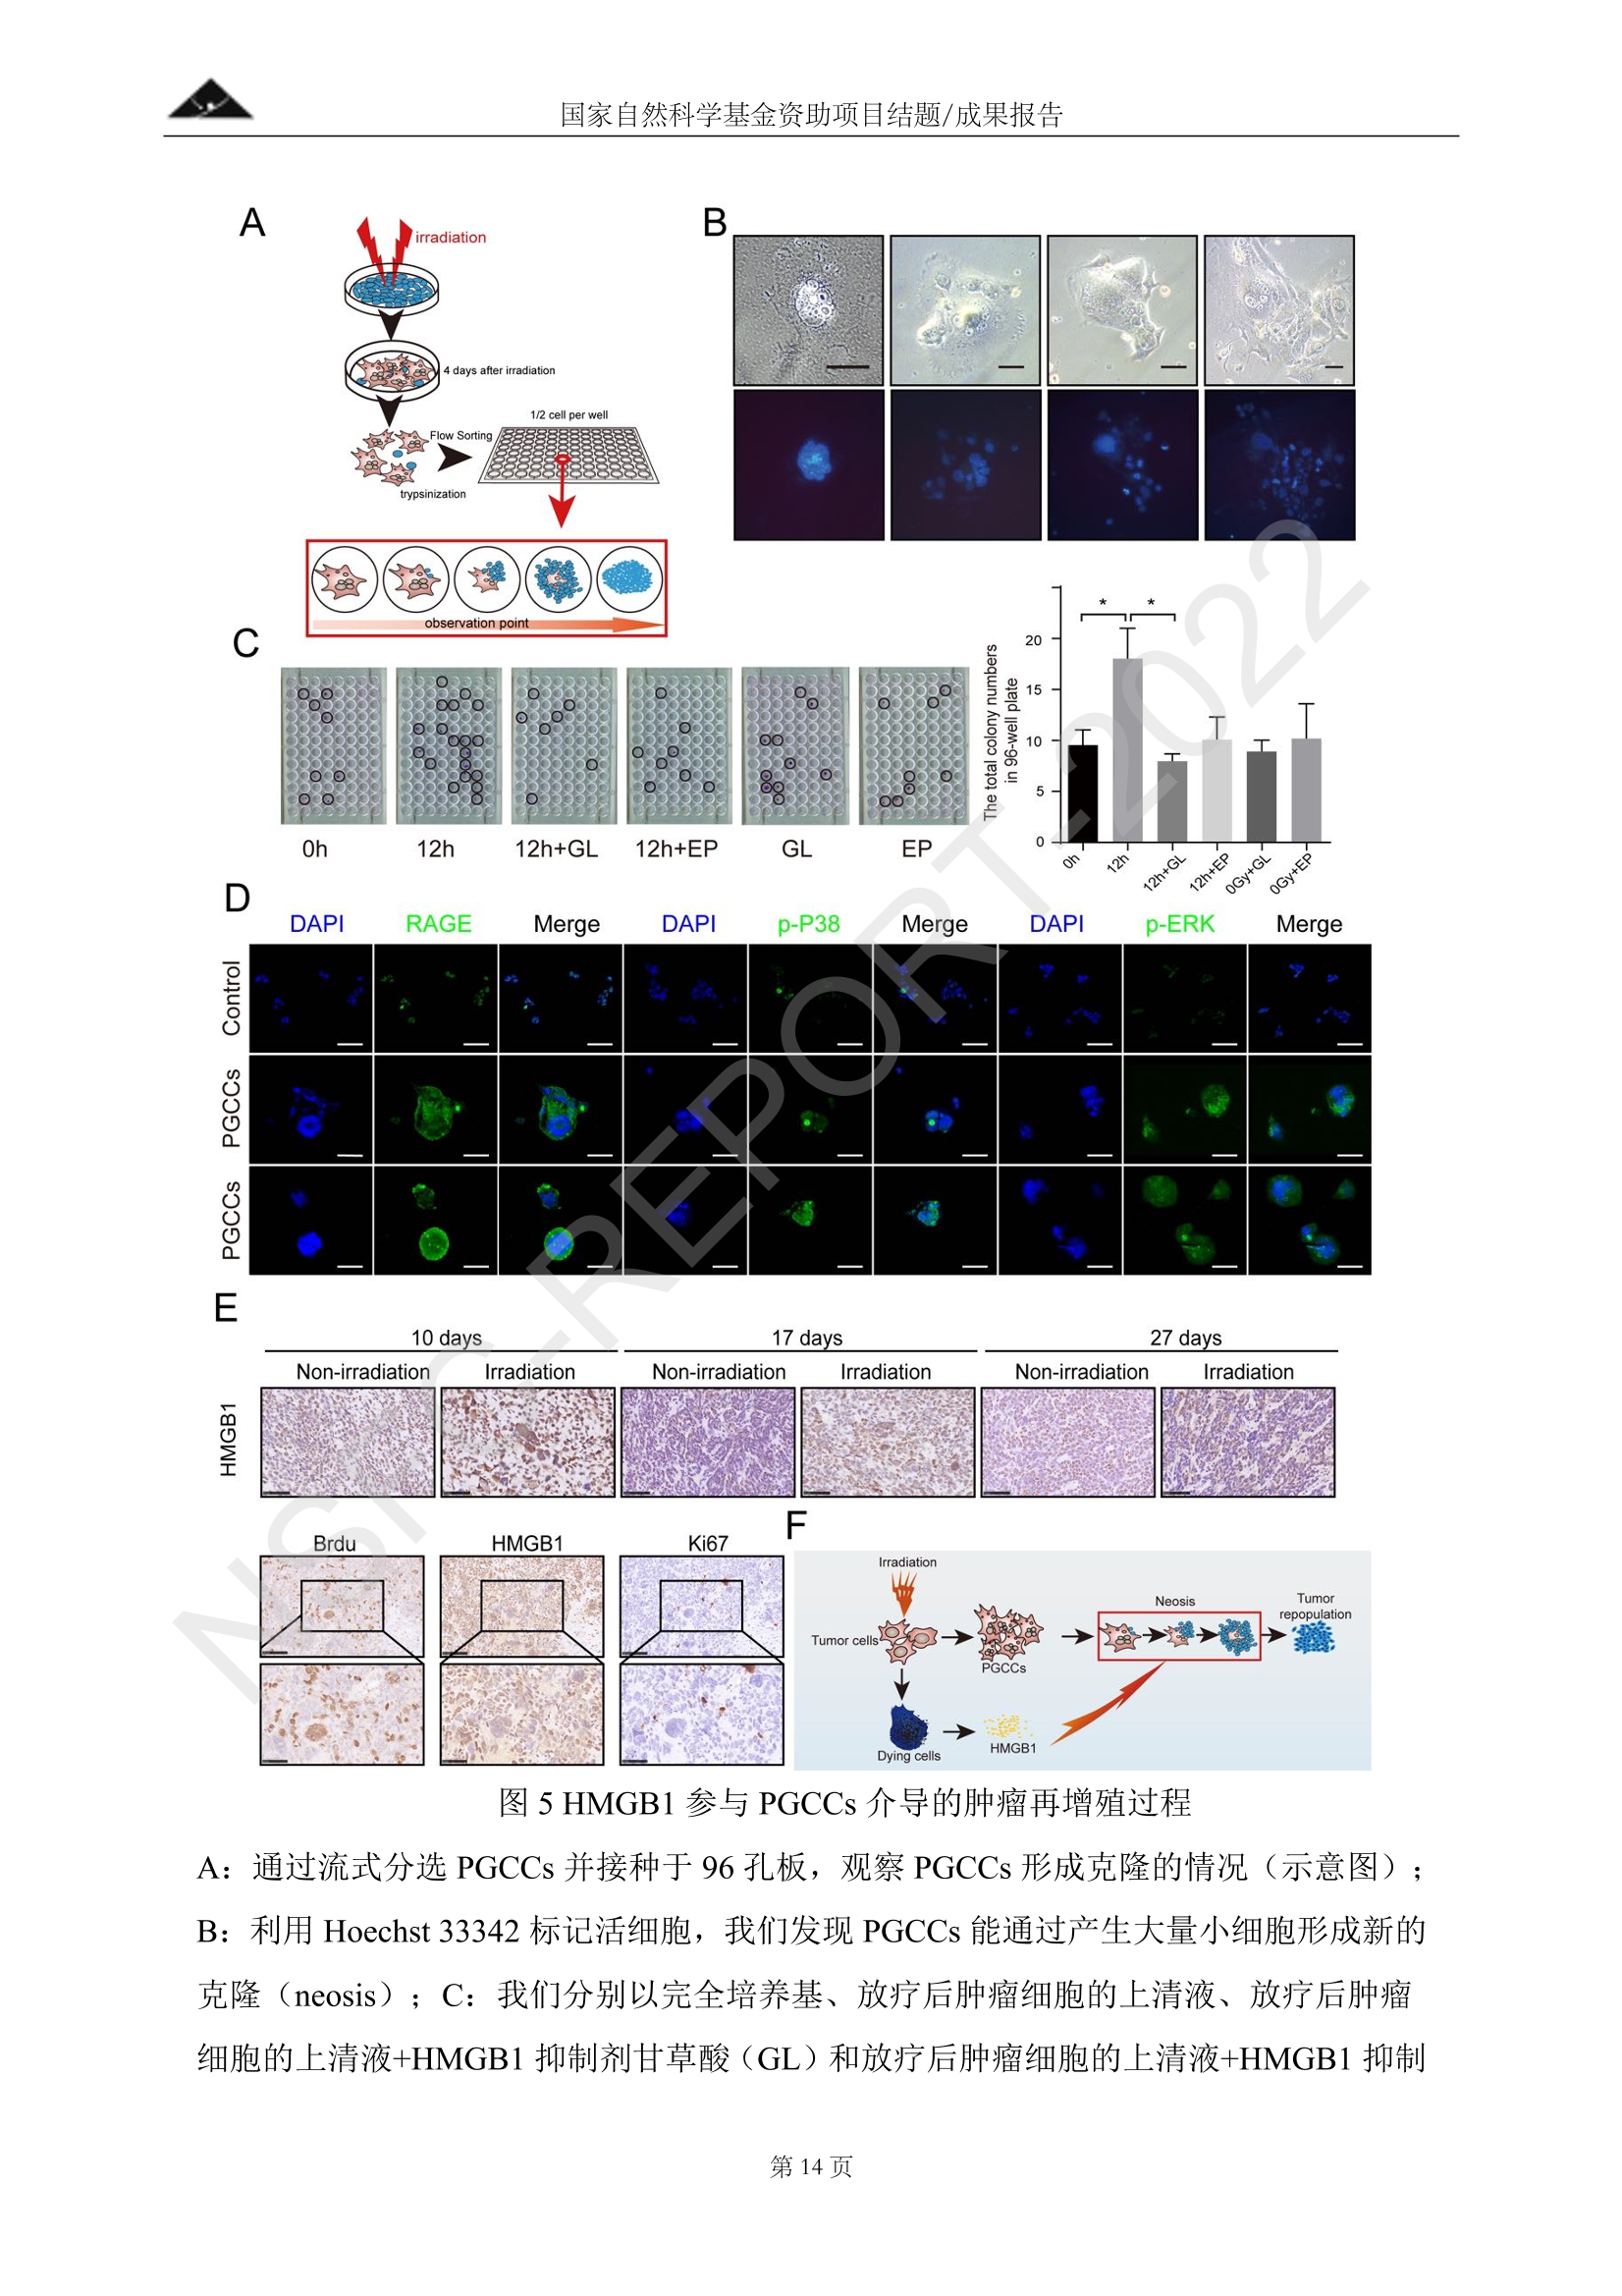 国家自然科学基金资助项目结题/成果报告
A
irradiation
4 days after irradiation
1/2 cell per well
Flow Sorting
trypsinization
observation point
B
C
0h
12h
12h+GL
12h+EP
GL
EP
The total colony numbers
in 96-well plate
20
15
10
5
0
* *
0h
12h
12h+GL
12h+EP
0Gy+GL
0Gy+EP
D
DAPI RAGE Merge DAPI p-P38 Merge DAPI p-ERK Merge
Control
PGCCs
PGCCs
E
10 days 17 days 27 days
Non-irradiation Irradiation Non-irradiation Irradiation Non-irradiation Irradiation
HMGB1
Brdu HMGB1 Ki67
F
Irradiation
Tumor cells
PGCCs
Neosis
Tumor
repopulation
Dying cells
HMGB1
NSFC-REPORT-2022
图 5 HMGB1 参与 PGCCs 介导的肿瘤再增殖过程
A：通过流式分选 PGCCs 并接种于 96 孔板，观察 PGCCs 形成克隆的情况（示意图）；
B：利用 Hoechst 33342 标记活细胞，我们发现 PGCCs 能通过产生大量小细胞形成新的
克隆（neosis）；C：我们分别以完全培养基、放疗后肿瘤细胞的上清液、放疗后肿瘤
细胞的上清液+HMGB1 抑制剂甘草酸（GL）和放疗后肿瘤细胞的上清液+HMGB1 抑制
第 14 页